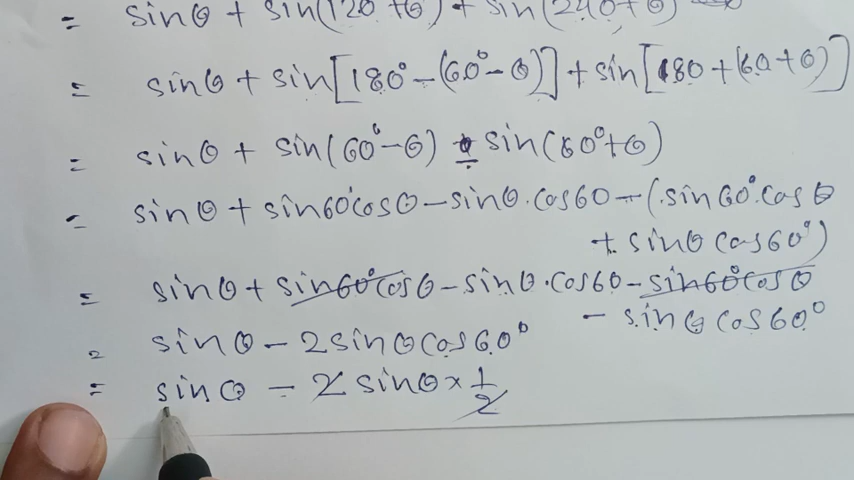 = sinθ + sin(120+θ) + sin(240+θ)
= sinθ + sin[180°-(60°-θ)] + sin[180+(60+θ)]
= sinθ + sin(60°-θ) - sin(60°+θ)
= sinθ + sin60°cosθ - sinθ.cos60 - (sin60°.cosθ
+ sinθ cos60°)
= sinθ + sin60°cosθ - sinθ.cos60 - sin60°cosθ
- sinθ cos60°
= sinθ - 2sinθcos60°
= sinθ - 2 sinθ × 1/2